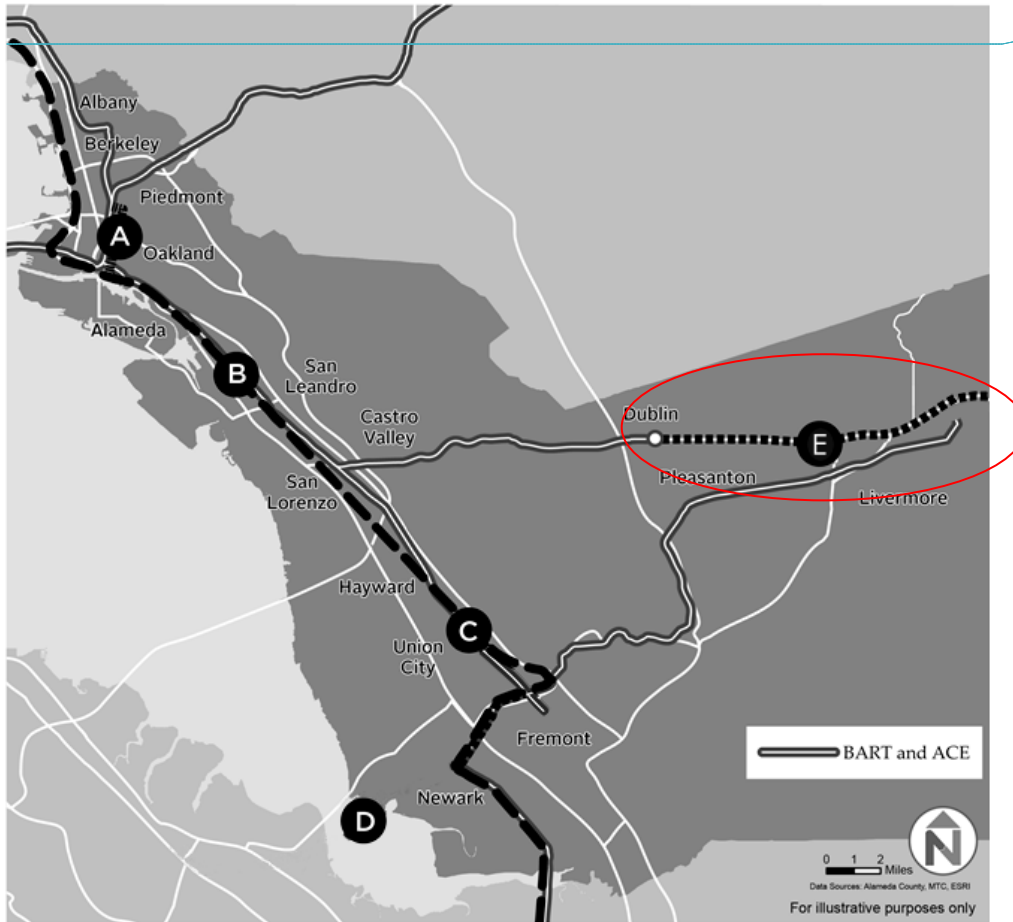 Albany
Berkeley
Piedmont
A
Oakland
Alameda
B
San
Leandro
Castro
Valley
Dublin
E
Pleasanton
San
Lorenzo
Livermore
Hayward
C
Union
City
Fremont
BART and ACE
Newark
D
N
0 1 2
Miles
Data Sources: Alameda County, MTC, ESRI
For illustrative purposes only